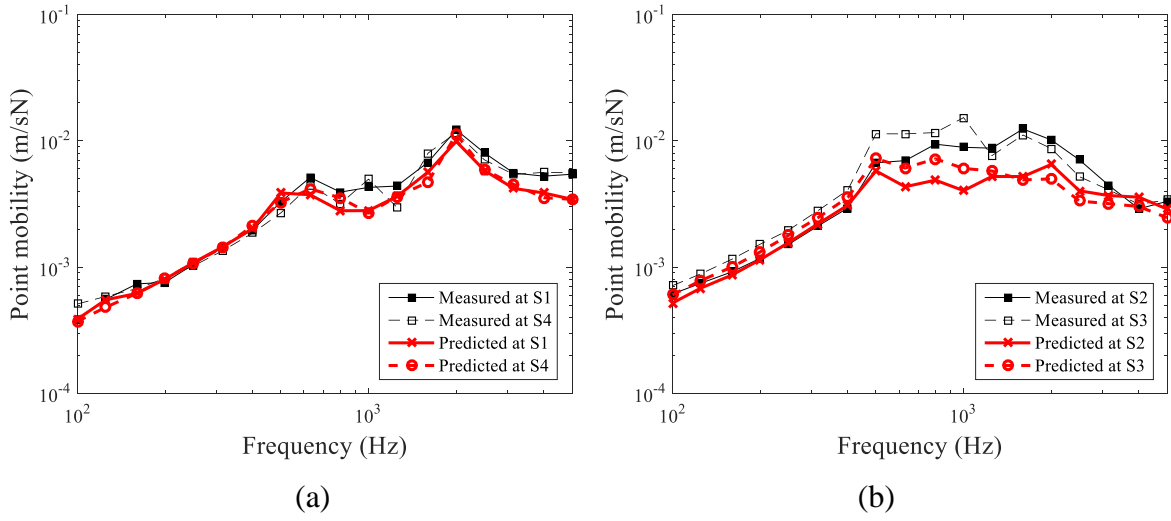 10^-1
10^-2
10^-3
10^-4
Point mobility (m/sN)
10^2
10^3
Frequency (Hz)
Measured at S1
Measured at S4
Predicted at S1
Predicted at S4
(a)
10^-1
10^-2
10^-3
10^-4
Point mobility (m/sN)
10^2
10^3
Frequency (Hz)
Measured at S2
Measured at S3
Predicted at S2
Predicted at S3
(b)